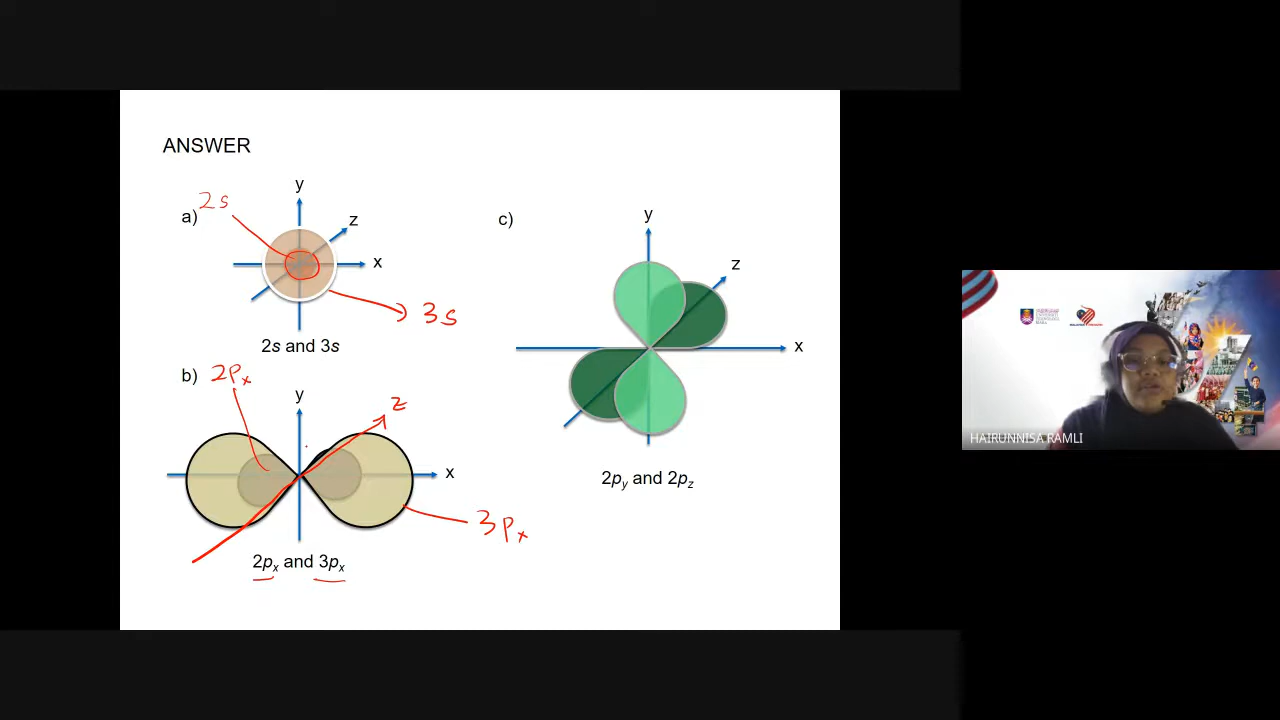 ANSWER
a)
2s
y
z
x
3s
2s and 3s
b)
2px
y
z
x
3px
2px and 3px
c)
y
z
x
2py and 2pz
HAIRUNNISA RAMLI